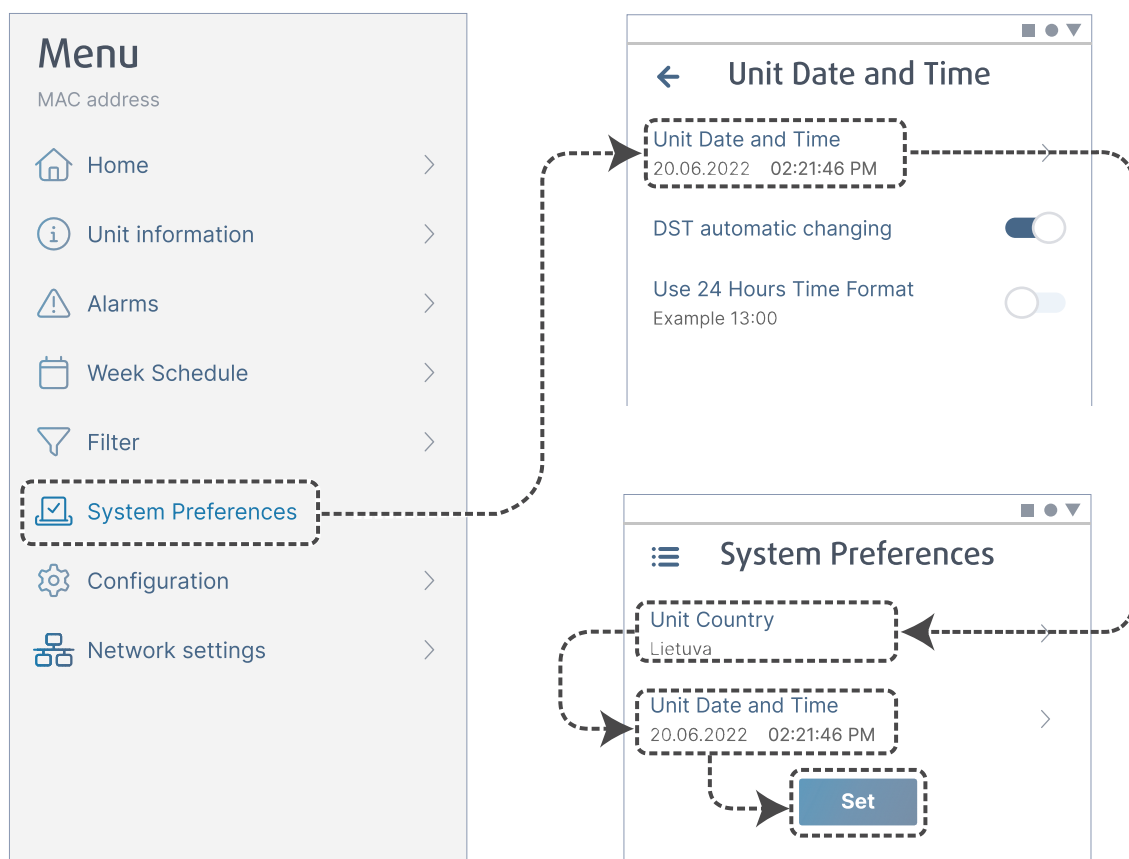 Menu
MAC address
Home
Unit information
Alarms
Week Schedule
Filter
System Preferences
Configuration
Network settings
Unit Date and Time
Unit Date and Time
20.06.2022 02:21:46 PM
DST automatic changing
Use 24 Hours Time Format
Example 13:00
System Preferences
Unit Country
Lietuva
Unit Date and Time
20.06.2022 02:21:46 PM
Set